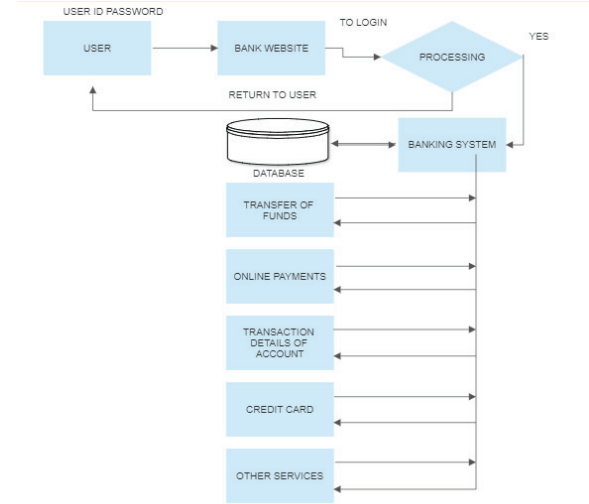 USER ID PASSWORD
TO LOGIN
USER
BANK WEBSITE
PROCESSING
YES
RETURN TO USER
BANKING SYSTEM
DATABASE
TRANSFER OF
FUNDS
ONLINE PAYMENTS
TRANSACTION
DETAILS OF
ACCOUNT
CREDIT CARD
OTHER SERVICES